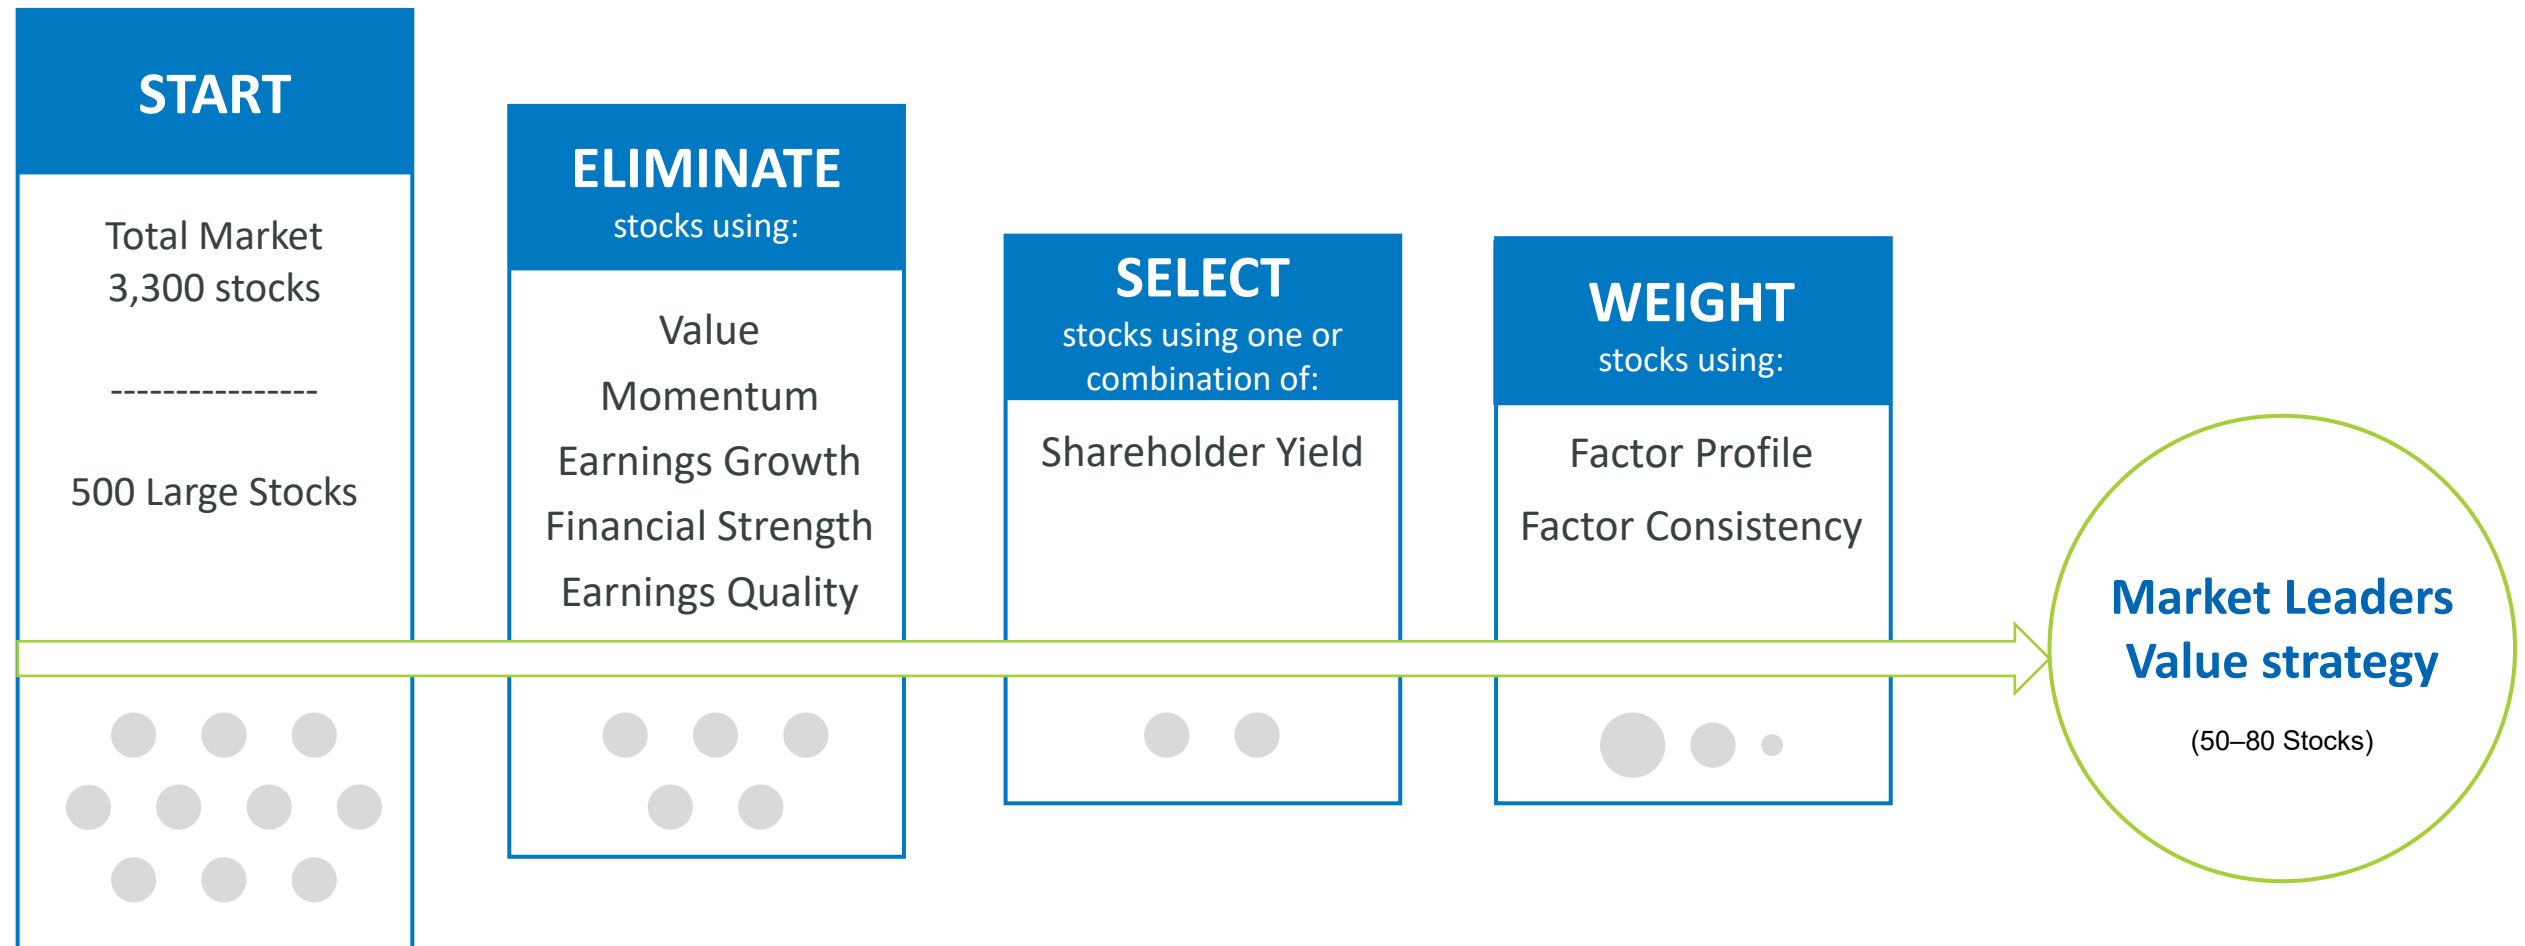 START
Total Market
3,300 stocks
----------------
500 Large Stocks
ELIMINATE
stocks using:
Value
Momentum
Earnings Growth
Financial Strength
Earnings Quality
SELECT
stocks using one or
combination of:
Shareholder Yield
WEIGHT
stocks using:
Factor Profile
Factor Consistency
Market Leaders
Value strategy
(50–80 Stocks)